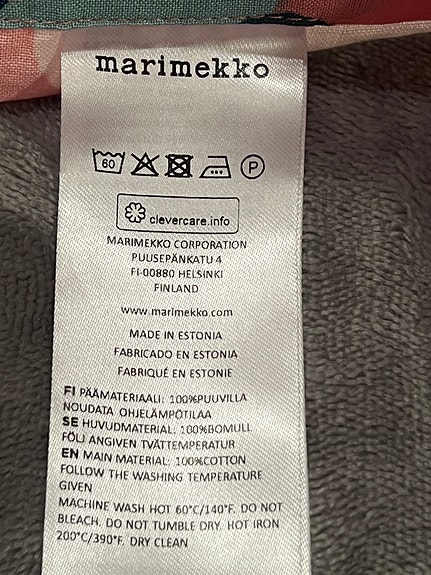 marimekko
60 P
clevercare.info
MARIMEKKO CORPORATION
PUUSEPÄNKATU 4
FI-00880 HELSINKI
FINLAND
www.marimekko.com
MADE IN ESTONIA
FABRICADO EN ESTONIA
FABRIQUÉ EN ESTONIE
FI PÄÄMATERIAALI: 100%PUUVILLA
NOUDATA OHJELÄMPÖTILAA
SE HUVUDMATERIAL: 100%BOMULL
FÖLJ ANGIVEN TVÄTTEMPERATUR
EN MAIN MATERIAL: 100%COTTON
FOLLOW THE WASHING TEMPERATURE
GIVEN
MACHINE WASH HOT 60°C/140°F. DO NOT
BLEACH. DO NOT TUMBLE DRY. HOT IRON
200°C/390°F. DRY CLEAN